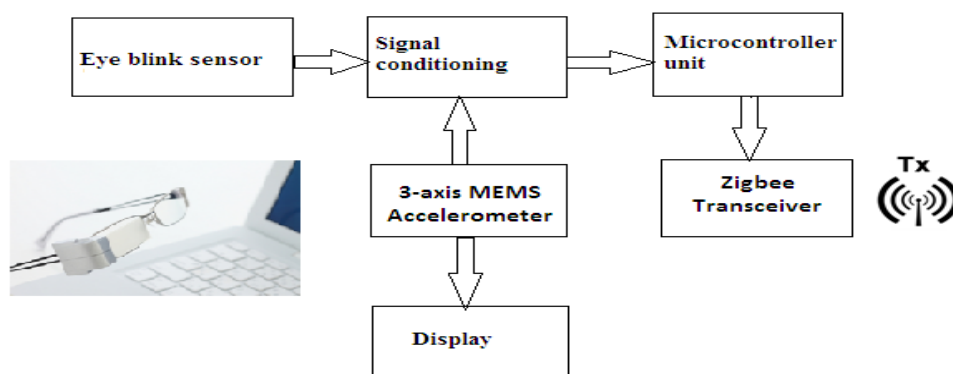 Eye blink sensor
Signal
conditioning
Microcontroller
unit
3-axis MEMS
Accelerometer
Zigbee
Transceiver
Tx
Display